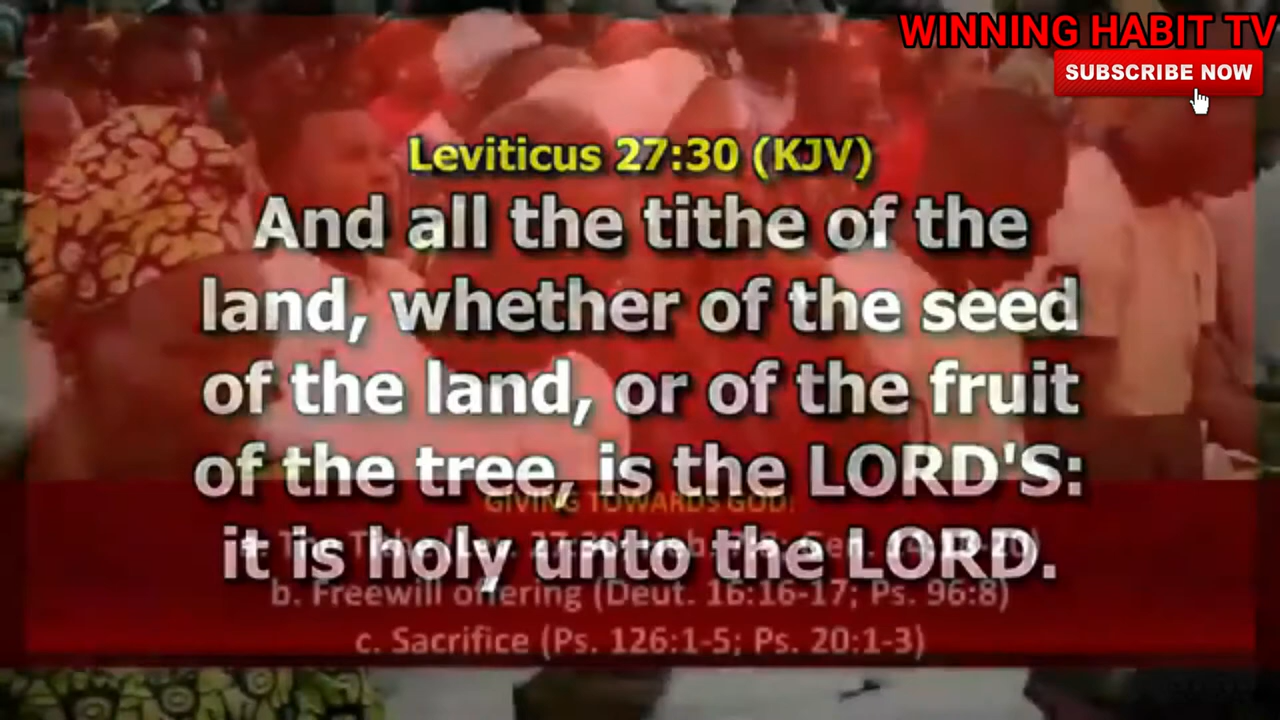 WINNING HABIT TV
SUBSCRIBE NOW
Leviticus 27:30 (KJV)
And all the tithe of the
land, whether of the seed
of the land, or of the fruit
of the tree, is the LORD'S:
GIVING TOWARDS GOD:
it is holy unto the LORD.
b. Freewill offering (Deut. 16:16-17; Ps. 96:8)
c. Sacrifice (Ps. 126:1-5; Ps. 20:1-3)